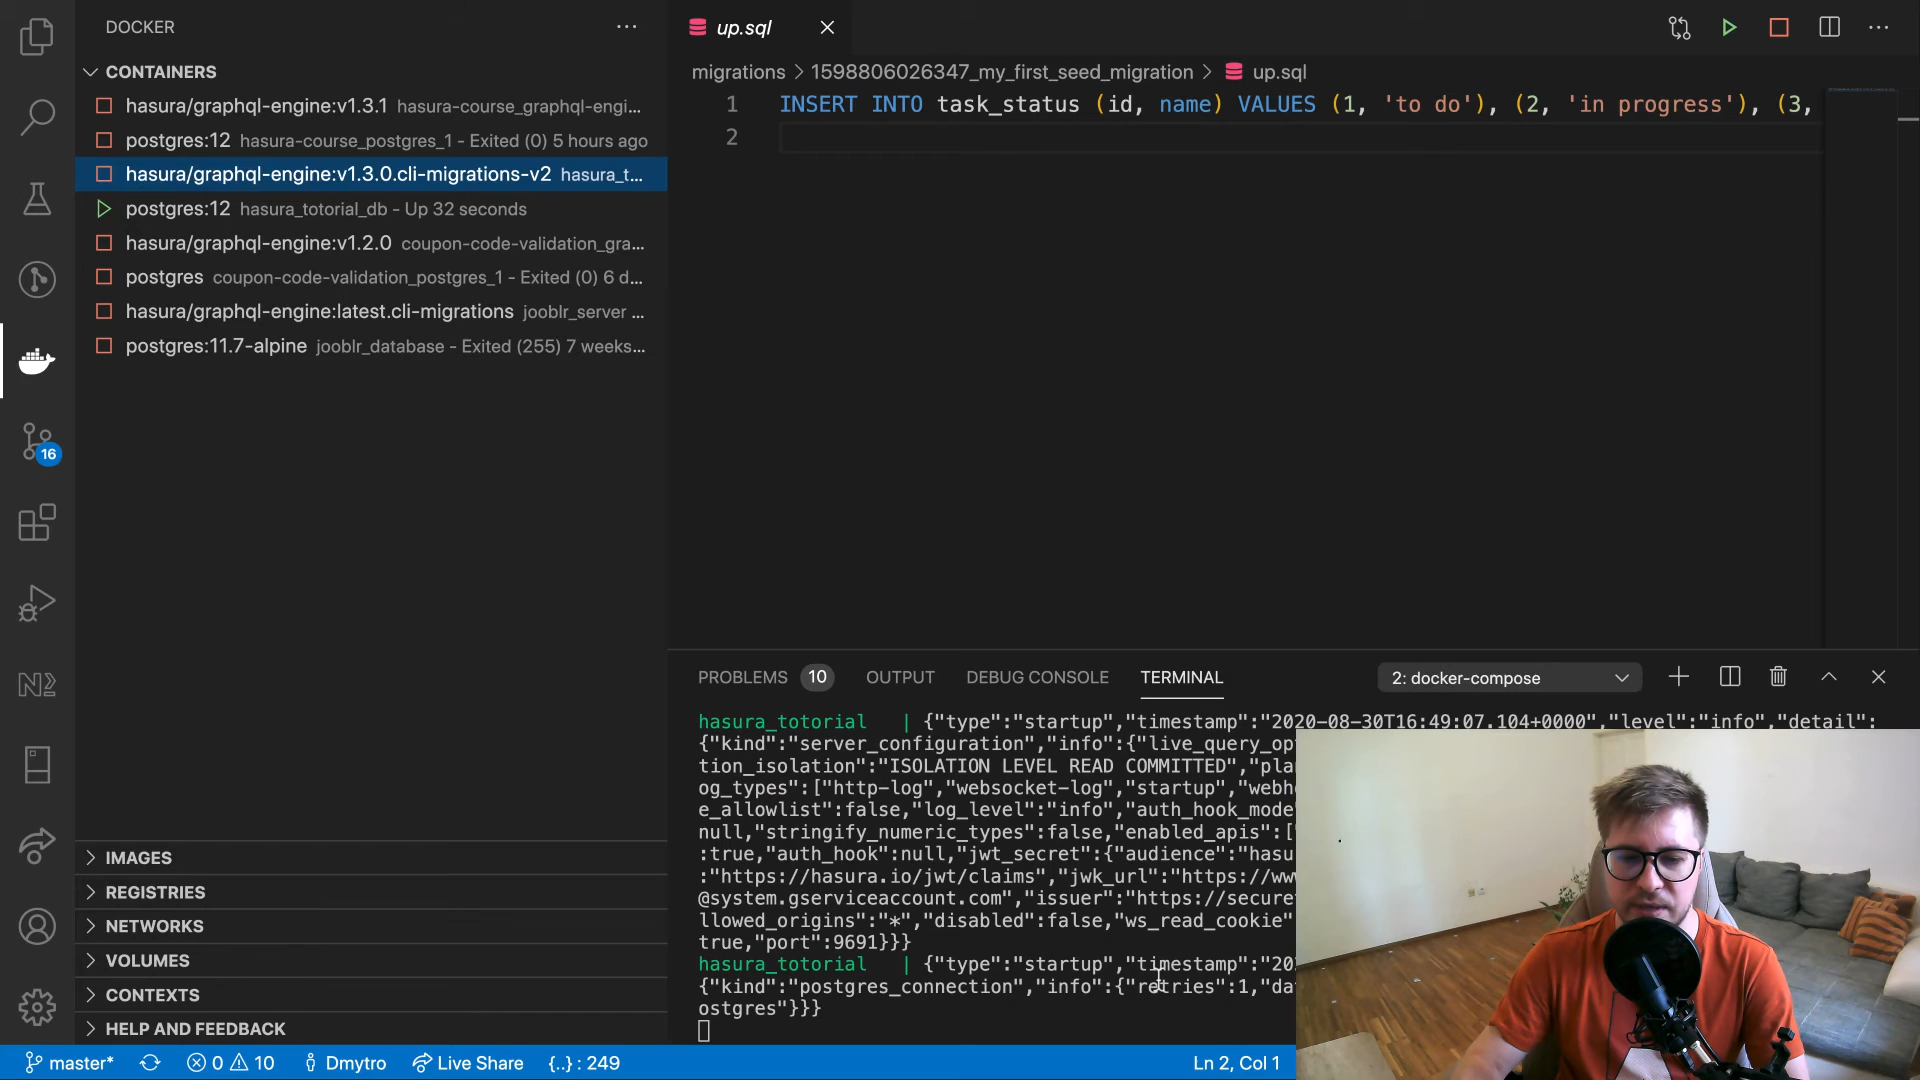 DOCKER
CONTAINERS
hasura/graphql-engine:v1.3.1 hasura-course_graphql-engi...
postgres:12 hasura-course_postgres_1 - Exited (0) 5 hours ago
hasura/graphql-engine:v1.3.0.cli-migrations-v2 hasura_t...
postgres:12 hasura_totorial_db - Up 32 seconds
hasura/graphql-engine:v1.2.0 coupon-code-validation_gra...
postgres coupon-code-validation_postgres_1 - Exited (0) 6 d...
hasura/graphql-engine:latest.cli-migrations jooblr_server ...
postgres:11.7-alpine jooblr_database - Exited (255) 7 weeks...
16
IMAGES
REGISTRIES
NETWORKS
VOLUMES
CONTEXTS
HELP AND FEEDBACK
up.sql
migrations > 1598806026347_my_first_seed_migration > up.sql
1 INSERT INTO task_status (id, name) VALUES (1, 'to do'), (2, 'in progress'), (3,
2
PROBLEMS 10 OUTPUT DEBUG CONSOLE TERMINAL 2: docker-compose
hasura_totorial | {"type":"startup","timestamp":"2020-08-30T16:49:07.104+0000","level":"info","detail":
{"kind":"server_configuration","info":{"live_query_op
tion_isolation":"ISOLATION LEVEL READ COMMITTED","pla
og_types":["http-log","websocket-log","startup","webh
e_allowlist":false,"log_level":"info","auth_hook_mode
null,"stringify_numeric_types":false,"enabled_apis":[
:true,"auth_hook":null,"jwt_secret":{"audience":"hasu
:"https://hasura.io/jwt/claims","jwk_url":"https://ww
@system.gserviceaccount.com","issuer":"https://secure
llowed_origins":"*","disabled":false,"ws_read_cookie"
true,"port":9691}}}
hasura_totorial | {"type":"startup","timestamp":"20
{"kind":"postgres_connection","info":{"retries":1,"da
ostgres"}}}
master* 0 10 Dmytro Live Share {..} : 249 Ln 2, Col 1